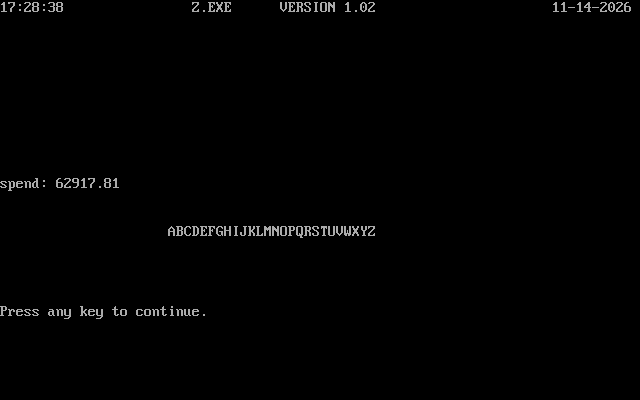 17:28:38                Z.EXE      VERSION 1.02                      11-14-2026
spend: 62917.81
ABCDEFGHIJKLMNOPQRSTUVWXYZ
Press any key to continue.